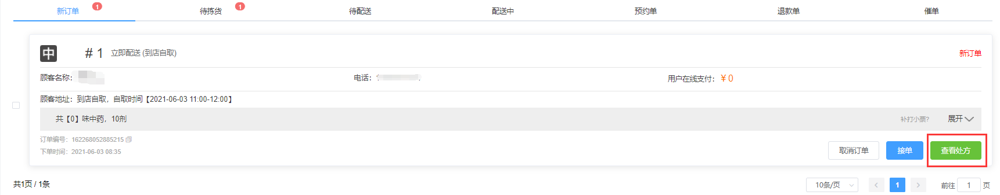 新订单 1 待拣货 1 待配送 配送中 预约单 退款单 催单
中 # 1 立即配送 (到店自取) 新订单
顾客名称： 电话： 用户在线支付： ¥ 0
顾客地址：到店自取，自取时间【2021-06-03 11:00-12:00】
共【0】味中药，10剂 补打小票? 展开
订单编号：162268052885215
下单时间：2021-06-03 08:35
取消订单 接单 查看处方
共1页 / 1条 10条/页 1 前往 1 页